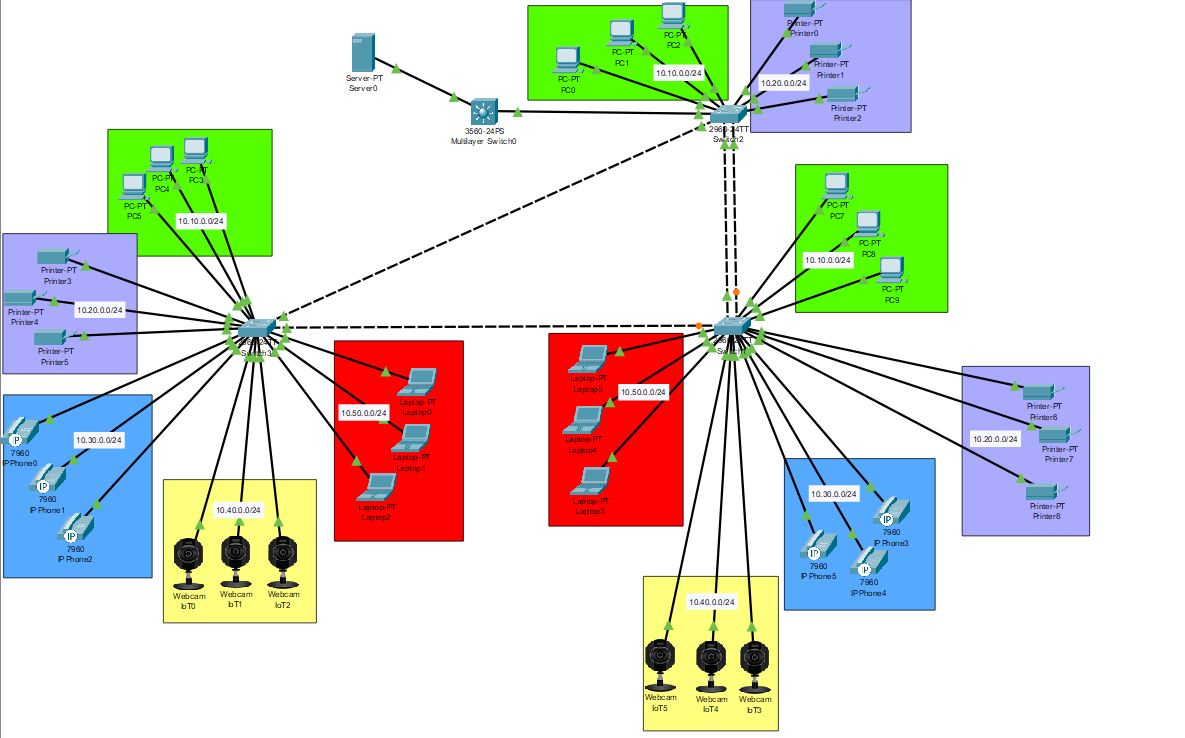 Server-PT
Server0
3560-24PS
Multilayer Switch0
PC-PT
PC2
PC-PT
PC1
PC-PT
PC0
10.10.0.0/24
Printer-PT
Printer0
Printer-PT
Printer1
10.20.0.0/24
Printer-PT
Printer2
2960-24TT
Switch2
PC-PT
PC3
PC-PT
PC4
PC-PT
PC5
10.10.0.0/24
Printer-PT
Printer3
Printer-PT
Printer4
10.20.0.0/24
Printer-PT
Printer5
2960-24TT
Switch3
PC-PT
PC7
PC-PT
PC8
10.10.0.0/24
PC-PT
PC9
7960
IP Phone0
10.30.0.0/24
IP
7960
IP Phone1
IP
7960
IP Phone2
IP
10.40.0.0/24
Webcam
IoT0
Webcam
IoT1
Webcam
IoT2
Laptop-PT
10.50.0.0/24
Laptop-PT
Laptop1
Laptop-PT
Laptop2
Laptop-PT
Laptop5
10.50.0.0/24
Laptop-PT
Laptop4
Laptop-PT
Laptop3
Printer-PT
Printer6
10.20.0.0/24
Printer-PT
Printer7
Printer-PT
Printer8
10.30.0.0/24
IP
7960
IP Phone3
IP
7960
IP Phone5
IP
7960
IP Phone4
10.40.0.0/24
Webcam
IoT5
Webcam
IoT4
Webcam
IoT3